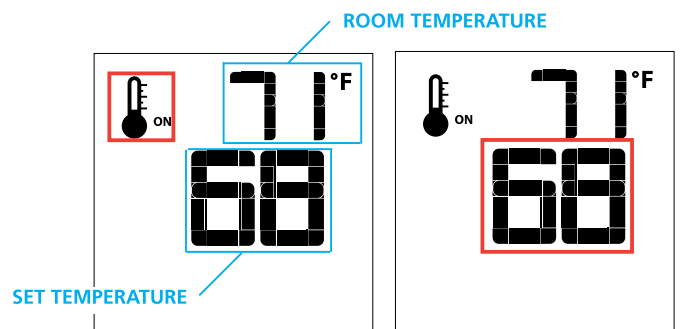 ROOM TEMPERATURE
71 °F
ON
68
SET TEMPERATURE
71 °F
ON
68